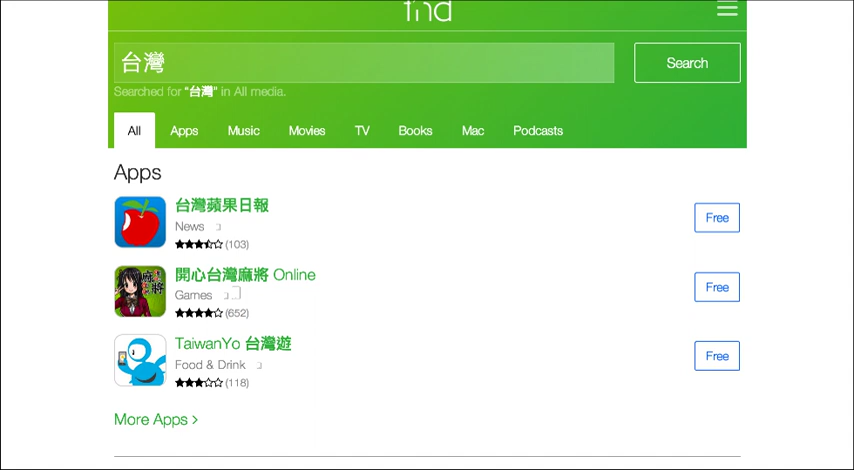 find
台灣
Search
Searched for “台灣” in All media.
All Apps Music Movies TV Books Mac Podcasts
Apps
台灣蘋果日報
News
(103)
Free
開心台灣麻將 Online
Games
(652)
Free
麻將
TaiwanYo 台灣遊
Food & Drink
(118)
Free
More Apps >